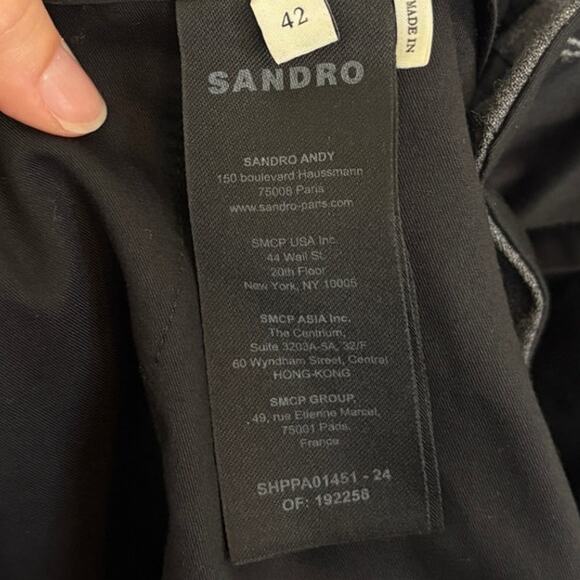 42
MADE IN
SANDRO
SANDRO ANDY
150 boulevard Haussmann
75008 Paris
www.sandro-paris.com
SMCP USA Inc.
44 Wall St.
20th Floor
New York, NY 10005
SMCP ASIA Inc.
The Centrium,
Suite 3203A-5A, 32/F
60 Wyndham Street, Central
HONG-KONG
SMCP GROUP.
49, rue Etienne Marcel,
75001 Paris.
France
SHPPA01451 - 24
OF: 192258